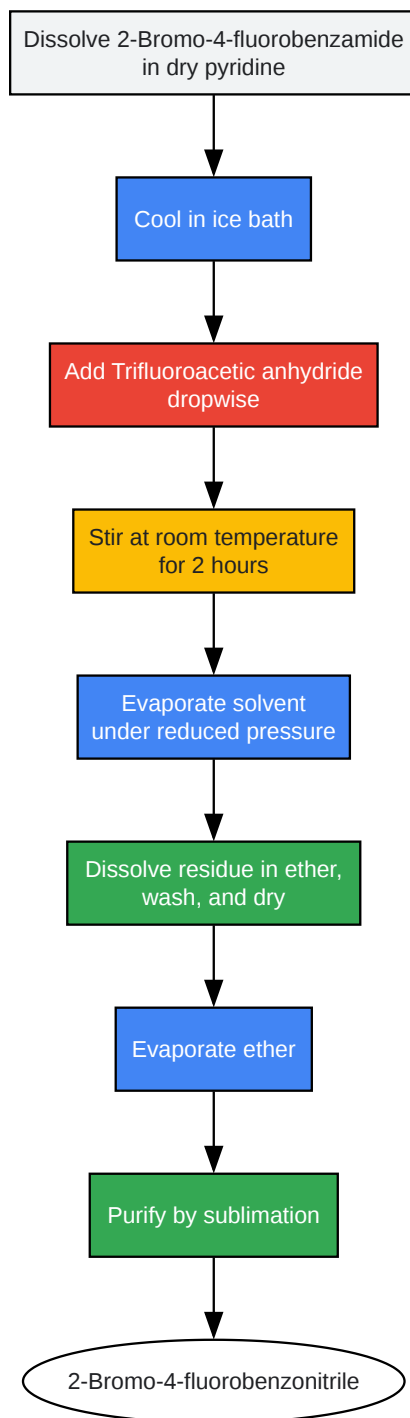 Dissolve 2-Bromo-4-fluorobenzamide
in dry pyridine
Cool in ice bath
Add Trifluoroacetic anhydride
dropwise
Stir at room temperature
for 2 hours
Evaporate solvent
under reduced pressure
Dissolve residue in ether,
wash, and dry
Evaporate ether
Purify by sublimation
2-Bromo-4-fluorobenzonitrile